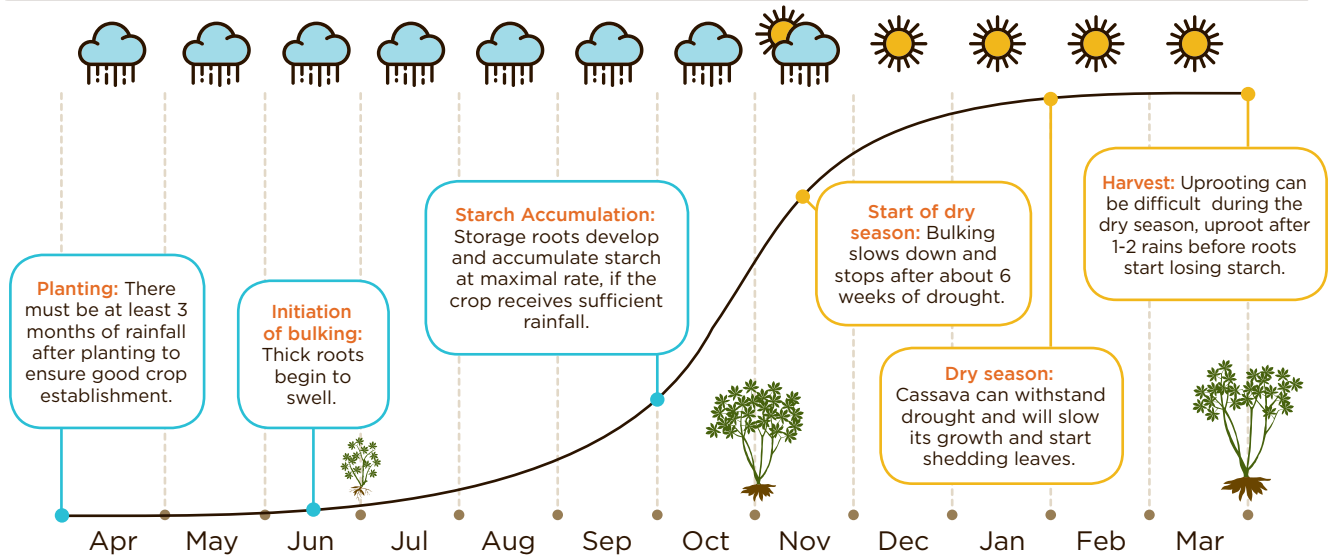 Planting: There
must be at least 3
months of rainfall
after planting to
ensure good crop
establishment.
Initiation
of bulking:
Thick roots
begin to
swell.
Starch Accumulation:
Storage roots develop
and accumulate starch
at maximal rate, if the
crop receives sufficient
rainfall.
Start of dry
season: Bulking
slows down and
stops after about 6
weeks of drought.
Dry season:
Cassava can withstand
drought and will slow
its growth and start
shedding leaves.
Harvest: Uprooting can
be difficult during the
dry season, uproot after
1-2 rains before roots
start losing starch.
Apr May Jun Jul Aug Sep Oct Nov Dec Jan Feb Mar